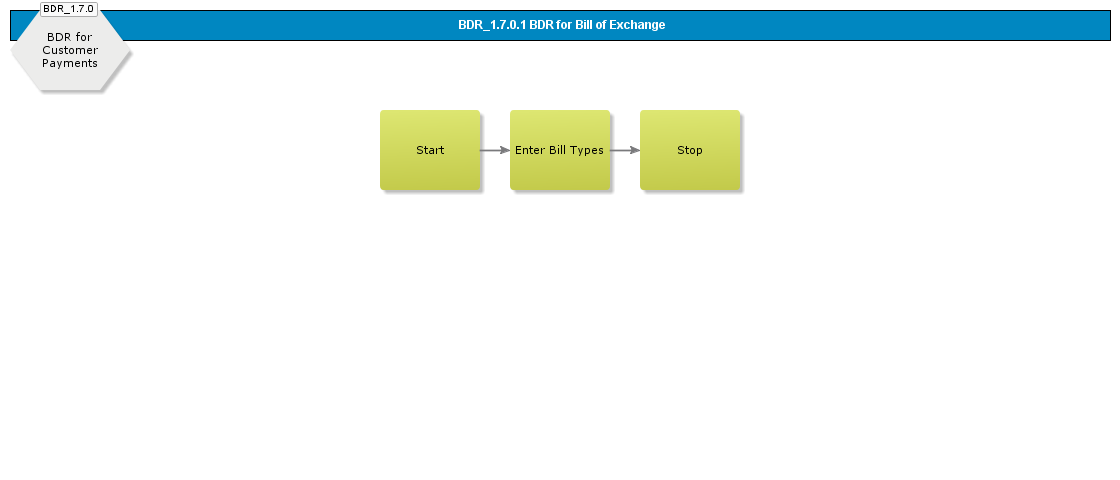 BDR_1.7.0
BDR_1.7.0.1 BDR for Bill of Exchange
BDR for
Customer
Payments
Start
Enter Bill Types
Stop